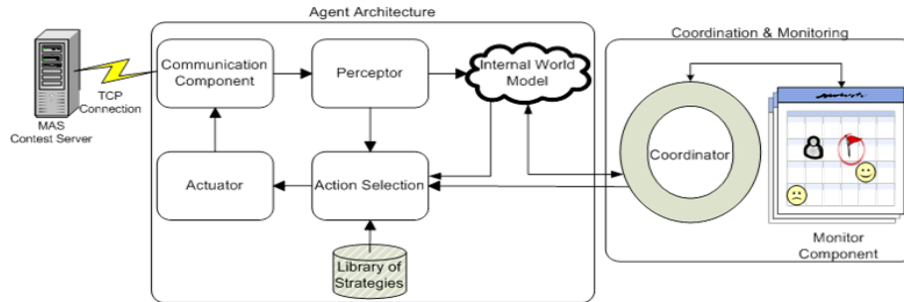 Agent Architecture
Coordination & Monitoring
Communication
Component
Perceptor
Internal World
Model
TCP
Connection
MAS
Contest Server
Coordinator
Actuator
Action Selection
Library of
Strategies
Monitor
Component